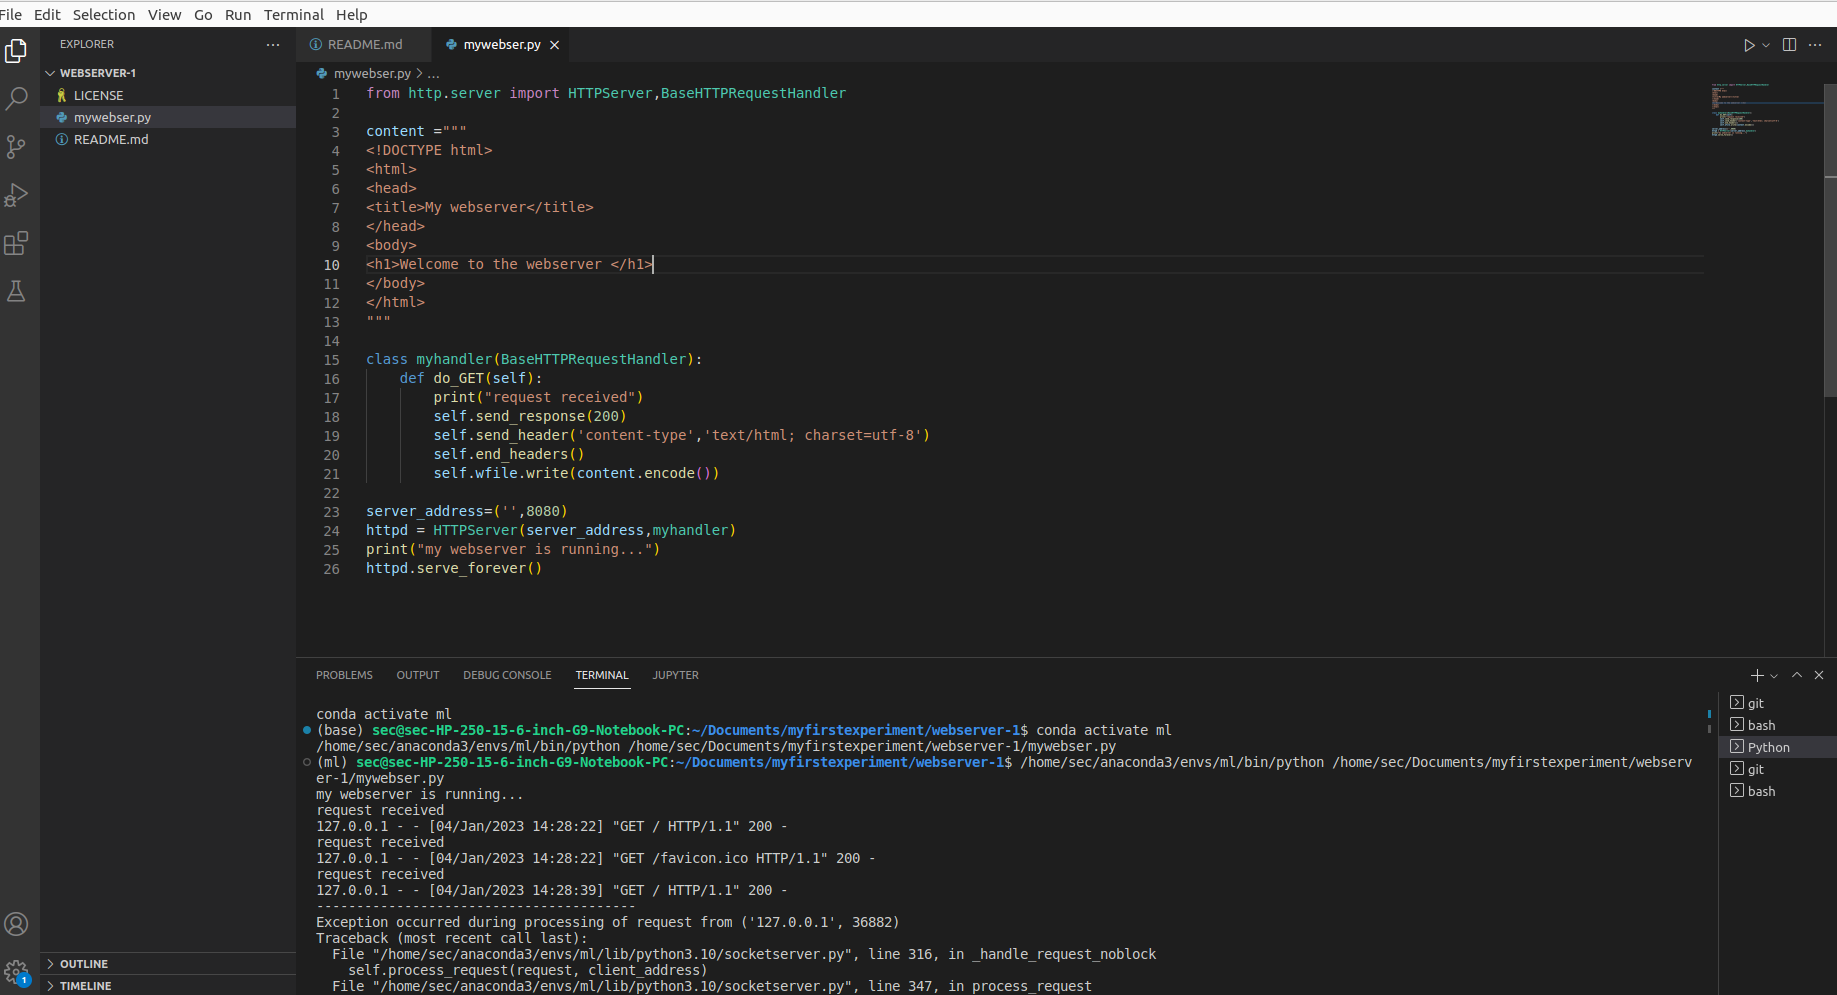 File Edit Selection View Go Run Terminal Help
EXPLORER
WEBSERVER-1
LICENSE
mywebser.py
README.md
OUTLINE
TIMELINE
1
README.md
mywebser.py
mywebser.py > ...
1 from http.server import HTTPServer,BaseHTTPRequestHandler
2
3 content ="""
4 <!DOCTYPE html>
5 <html>
6 <head>
7 <title>My webserver</title>
8 </head>
9 <body>
10 <h1>Welcome to the webserver </h1>
11 </body>
12 </html>
13 """
14
15 class myhandler(BaseHTTPRequestHandler):
16 def do_GET(self):
17 print("request received")
18 self.send_response(200)
19 self.send_header('content-type','text/html; charset=utf-8')
20 self.end_headers()
21 self.wfile.write(content.encode())
22
23 server_address=('',8080)
24 httpd = HTTPServer(server_address,myhandler)
25 print("my webserver is running...")
26 httpd.serve_forever()
PROBLEMS OUTPUT DEBUG CONSOLE TERMINAL JUPYTER
conda activate ml
(base) sec@sec-HP-250-15-6-inch-G9-Notebook-PC:~/Documents/myfirstexperiment/webserver-1$ conda activate ml
/home/sec/anaconda3/envs/ml/bin/python /home/sec/Documents/myfirstexperiment/webserver-1/mywebser.py
(ml) sec@sec-HP-250-15-6-inch-G9-Notebook-PC:~/Documents/myfirstexperiment/webserver-1$ /home/sec/anaconda3/envs/ml/bin/python /home/sec/Documents/myfirstexperiment/webserv
er-1/mywebser.py
my webserver is running...
request received
127.0.0.1 - - [04/Jan/2023 14:28:22] "GET / HTTP/1.1" 200 -
request received
127.0.0.1 - - [04/Jan/2023 14:28:22] "GET /favicon.ico HTTP/1.1" 200 -
request received
127.0.0.1 - - [04/Jan/2023 14:28:39] "GET / HTTP/1.1" 200 -
----------------------------------------
Exception occurred during processing of request from ('127.0.0.1', 36882)
Traceback (most recent call last):
File "/home/sec/anaconda3/envs/ml/lib/python3.10/socketserver.py", line 316, in _handle_request_noblock
self.process_request(request, client_address)
File "/home/sec/anaconda3/envs/ml/lib/python3.10/socketserver.py", line 347, in process_request
git
bash
Python
git
bash